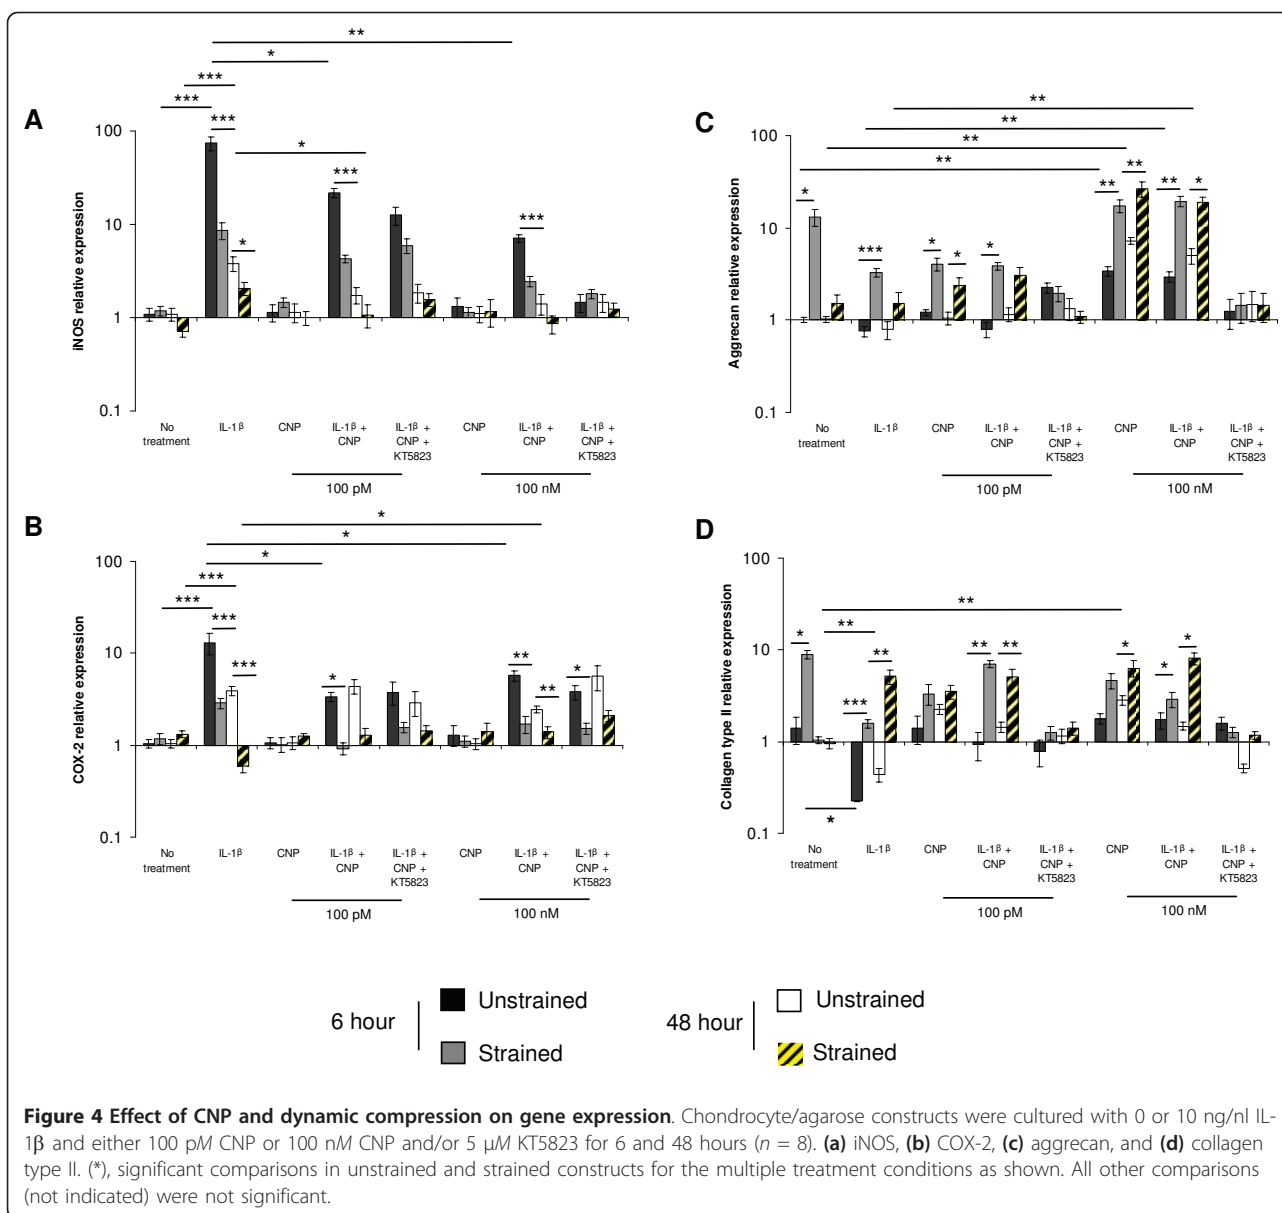 A
iNOS relative expression
100
10
1
0.1
**
*
***
***
***
*
*
***
***
No treatment
IL-1β
CNP
IL-1β + CNP
IL-1β + CNP + KT5823
CNP
IL-1β + CNP
IL-1β + CNP + KT5823
100 pM
100 nM
C
Aggrecan relative expression
100
10
1
0.1
**
**
**
**
*
***
*
*
*
**
**
**
*
No treatment
IL-1β
CNP
IL-1β + CNP
IL-1β + CNP + KT5823
CNP
IL-1β + CNP
IL-1β + CNP + KT5823
100 pM
100 nM
B
COX-2 relative expression
100
10
1
0.1
*
*
*
***
***
***
***
*
**
**
*
No treatment
IL-1β
CNP
IL-1β + CNP
IL-1β + CNP + KT5823
CNP
IL-1β + CNP
IL-1β + CNP + KT5823
100 pM
100 nM
D
Collagen type II relative expression
100
10
1
0.1
**
**
*
***
**
**
**
*
*
*
*
No treatment
IL-1β
CNP
IL-1β + CNP
IL-1β + CNP + KT5823
CNP
IL-1β + CNP
IL-1β + CNP + KT5823
100 pM
100 nM
6 hour
Unstrained
Strained
48 hour
Unstrained
Strained
Figure 4 Effect of CNP and dynamic compression on gene expression. Chondrocyte/agarose constructs were cultured with 0 or 10 ng/nl IL-
1β and either 100 pM CNP or 100 nM CNP and/or 5 μM KT5823 for 6 and 48 hours (n = 8). (a) iNOS, (b) COX-2, (c) aggrecan, and (d) collagen
type II. (*), significant comparisons in unstrained and strained constructs for the multiple treatment conditions as shown. All other comparisons
(not indicated) were not significant.